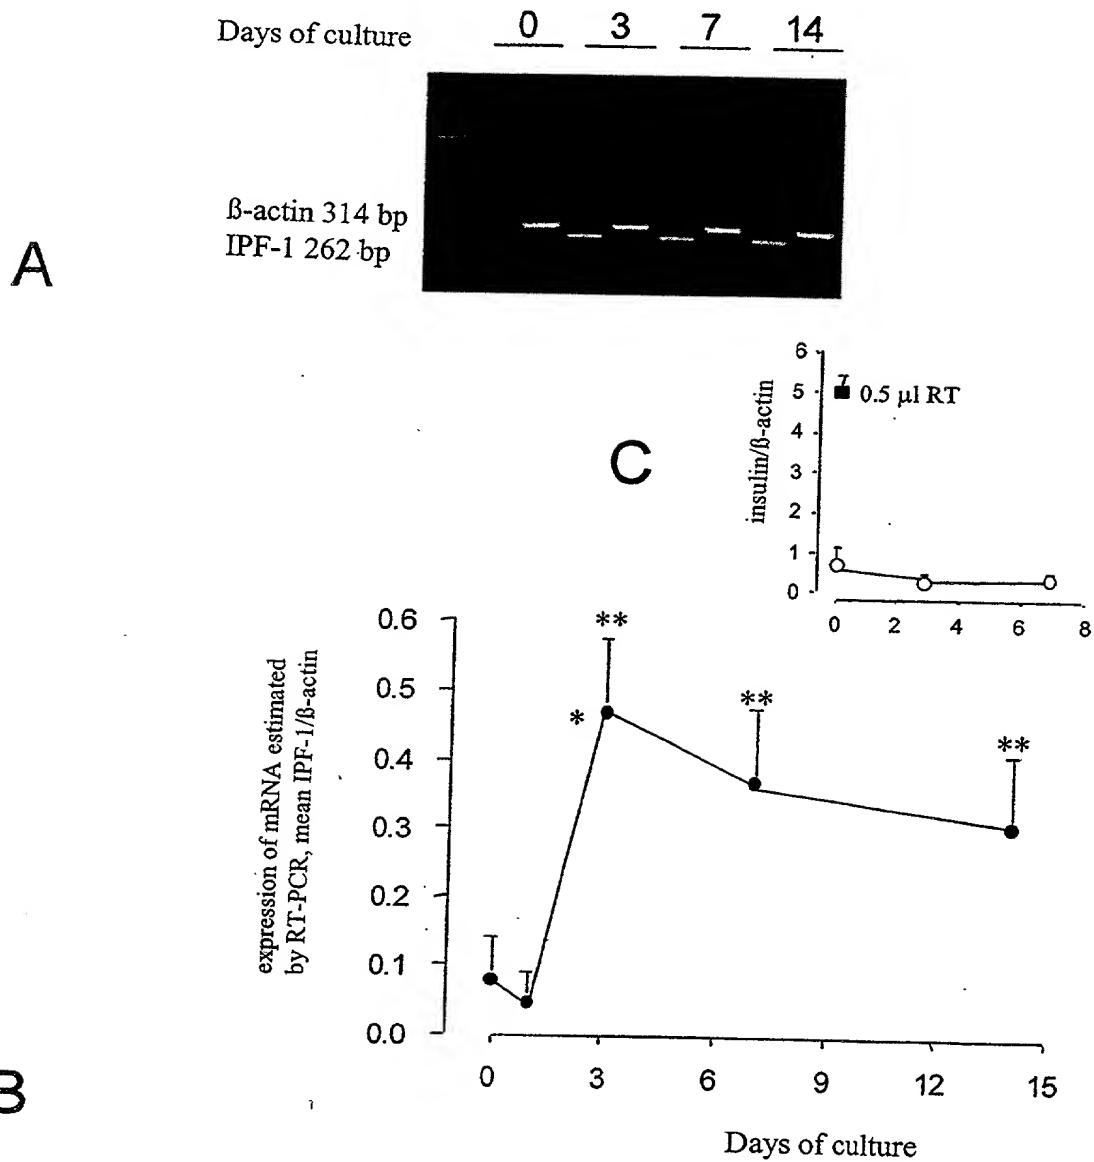 Days of culture 0 3 7 14
ß-actin 314 bp
IPF-1 262 bp
A
6
5
4
3
2
1
0
0.5 µl RT
insulin/ß-actin
C
0 2 4 6 8
0.6
0.5
0.4
0.3
0.2
0.1
0.0
**
*
**
**
expression of mRNA estimated
by RT-PCR, mean IPF-1/ß-actin
0 3 6 9 12 15
B
Days of culture